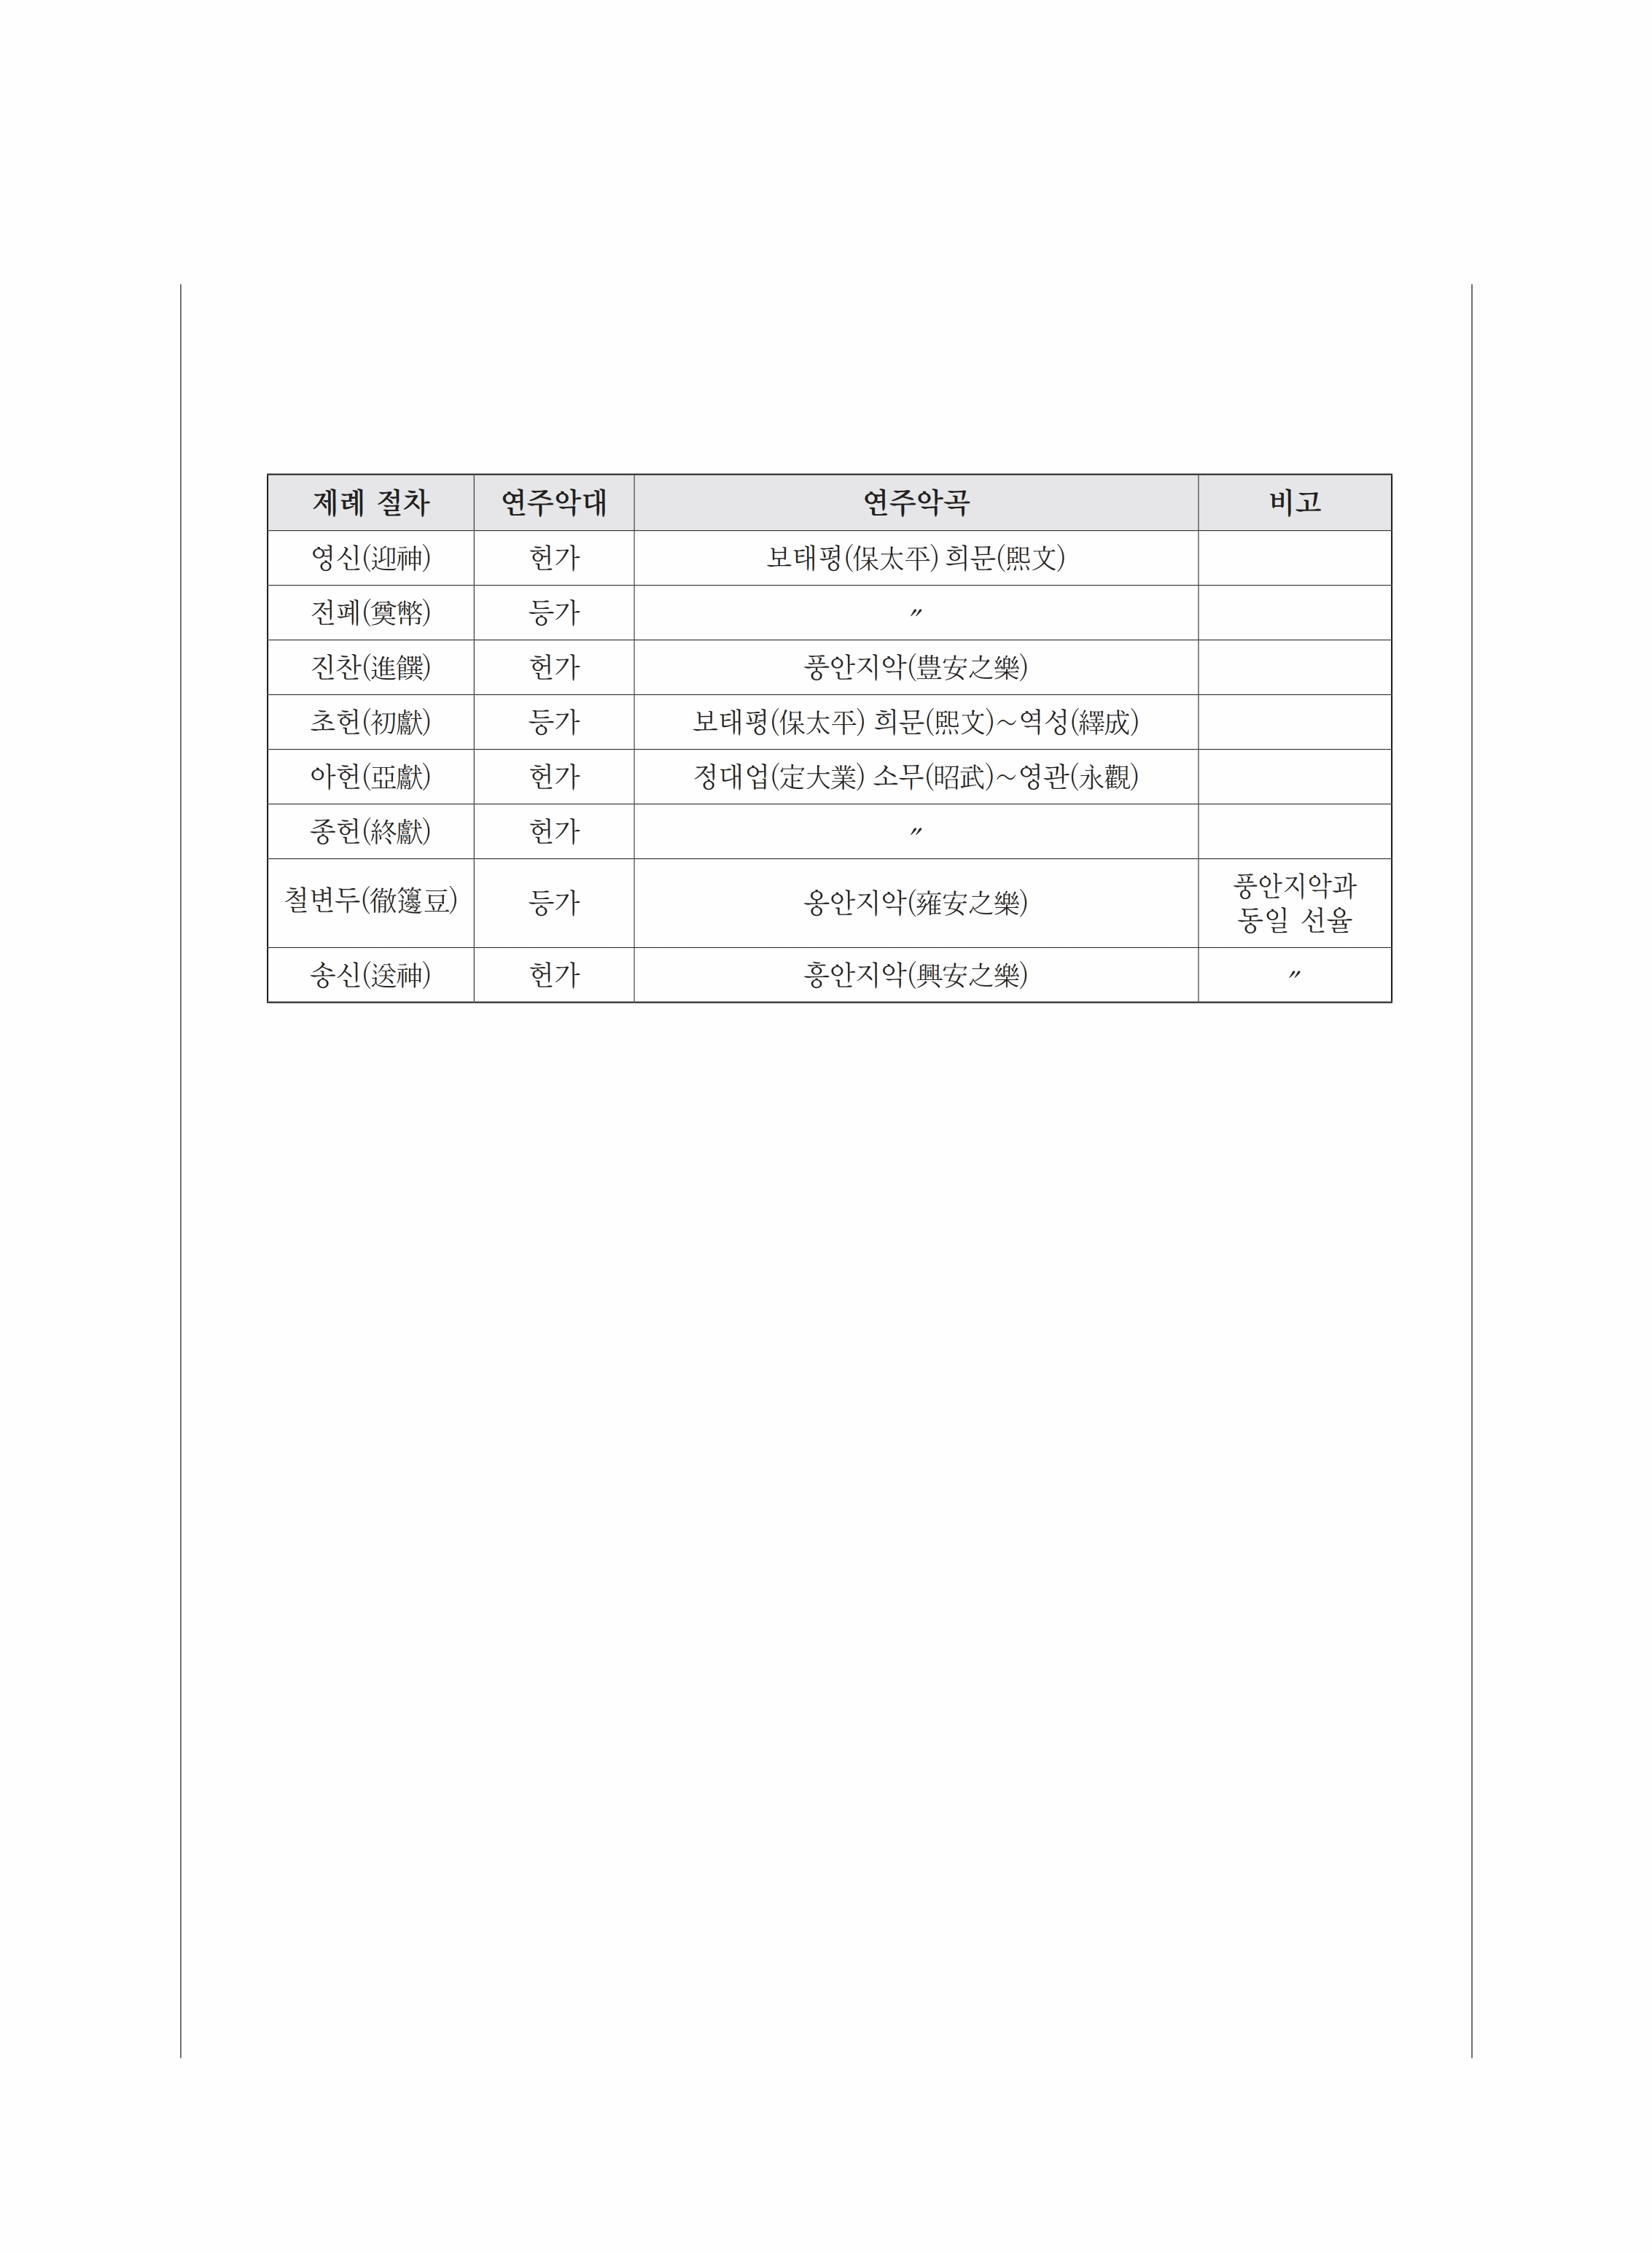 제례 절차 연주악대 연주악곡 비고
영신(迎神) 헌가 보태평(保太平) 희문(熙文)
전폐(奠幣) 등가 〃
진찬(進饌) 헌가 풍안지악(豊安之樂)
초헌(初獻) 등가 보태평(保太平) 희문(熙文)~역성(繹成)
아헌(亞獻) 헌가 정대업(定大業) 소무(昭武)~영관(永觀)
종헌(終獻) 헌가 〃
철변두(徹籩豆) 등가 옹안지악(雍安之樂) 풍안지악과
동일 선율
송신(送神) 헌가 흥안지악(興安之樂) 〃